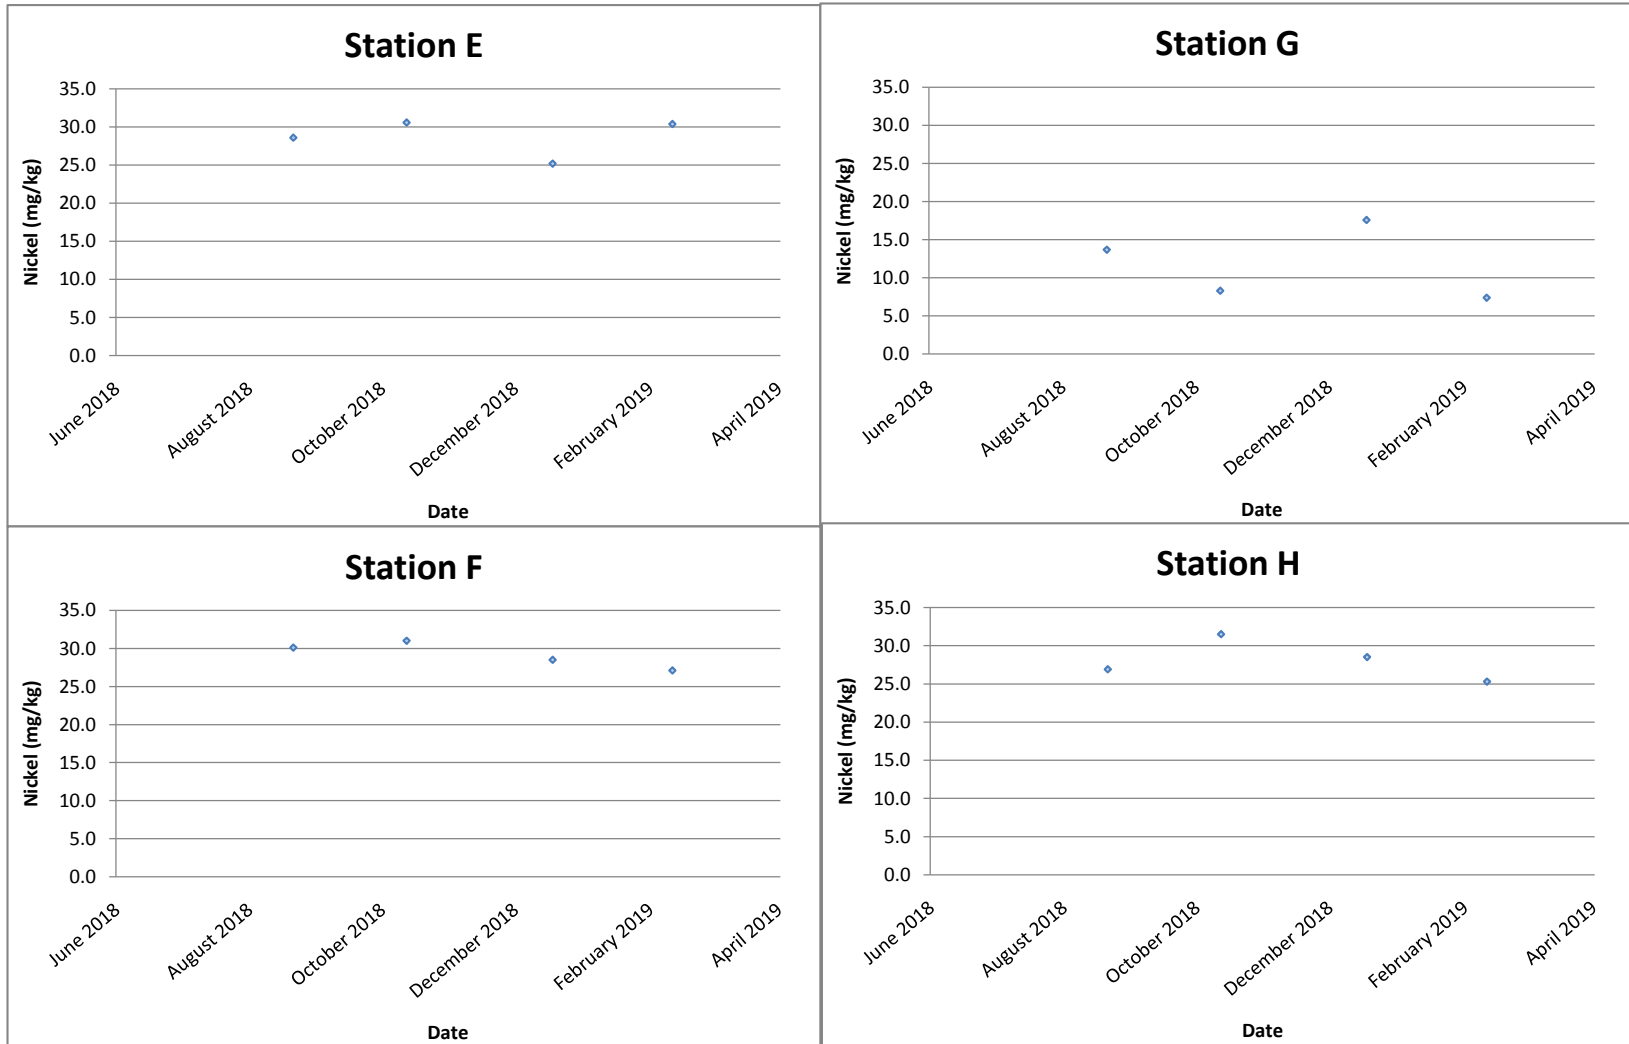 Station E
35.0
30.0
25.0
20.0
15.0
10.0
5.0
0.0
Nickel (mg/kg)
June 2018
August 2018
October 2018
December 2018
February 2019
April 2019
Date
Station G
35.0
30.0
25.0
20.0
15.0
10.0
5.0
0.0
Nickel (mg/kg)
June 2018
August 2018
October 2018
December 2018
February 2019
April 2019
Date
Station F
35.0
30.0
25.0
20.0
15.0
10.0
5.0
0.0
Nickel (mg/kg)
June 2018
August 2018
October 2018
December 2018
February 2019
April 2019
Date
Station H
35.0
30.0
25.0
20.0
15.0
10.0
5.0
0.0
Nickel (mg/kg)
June 2018
August 2018
October 2018
December 2018
February 2019
April 2019
Date